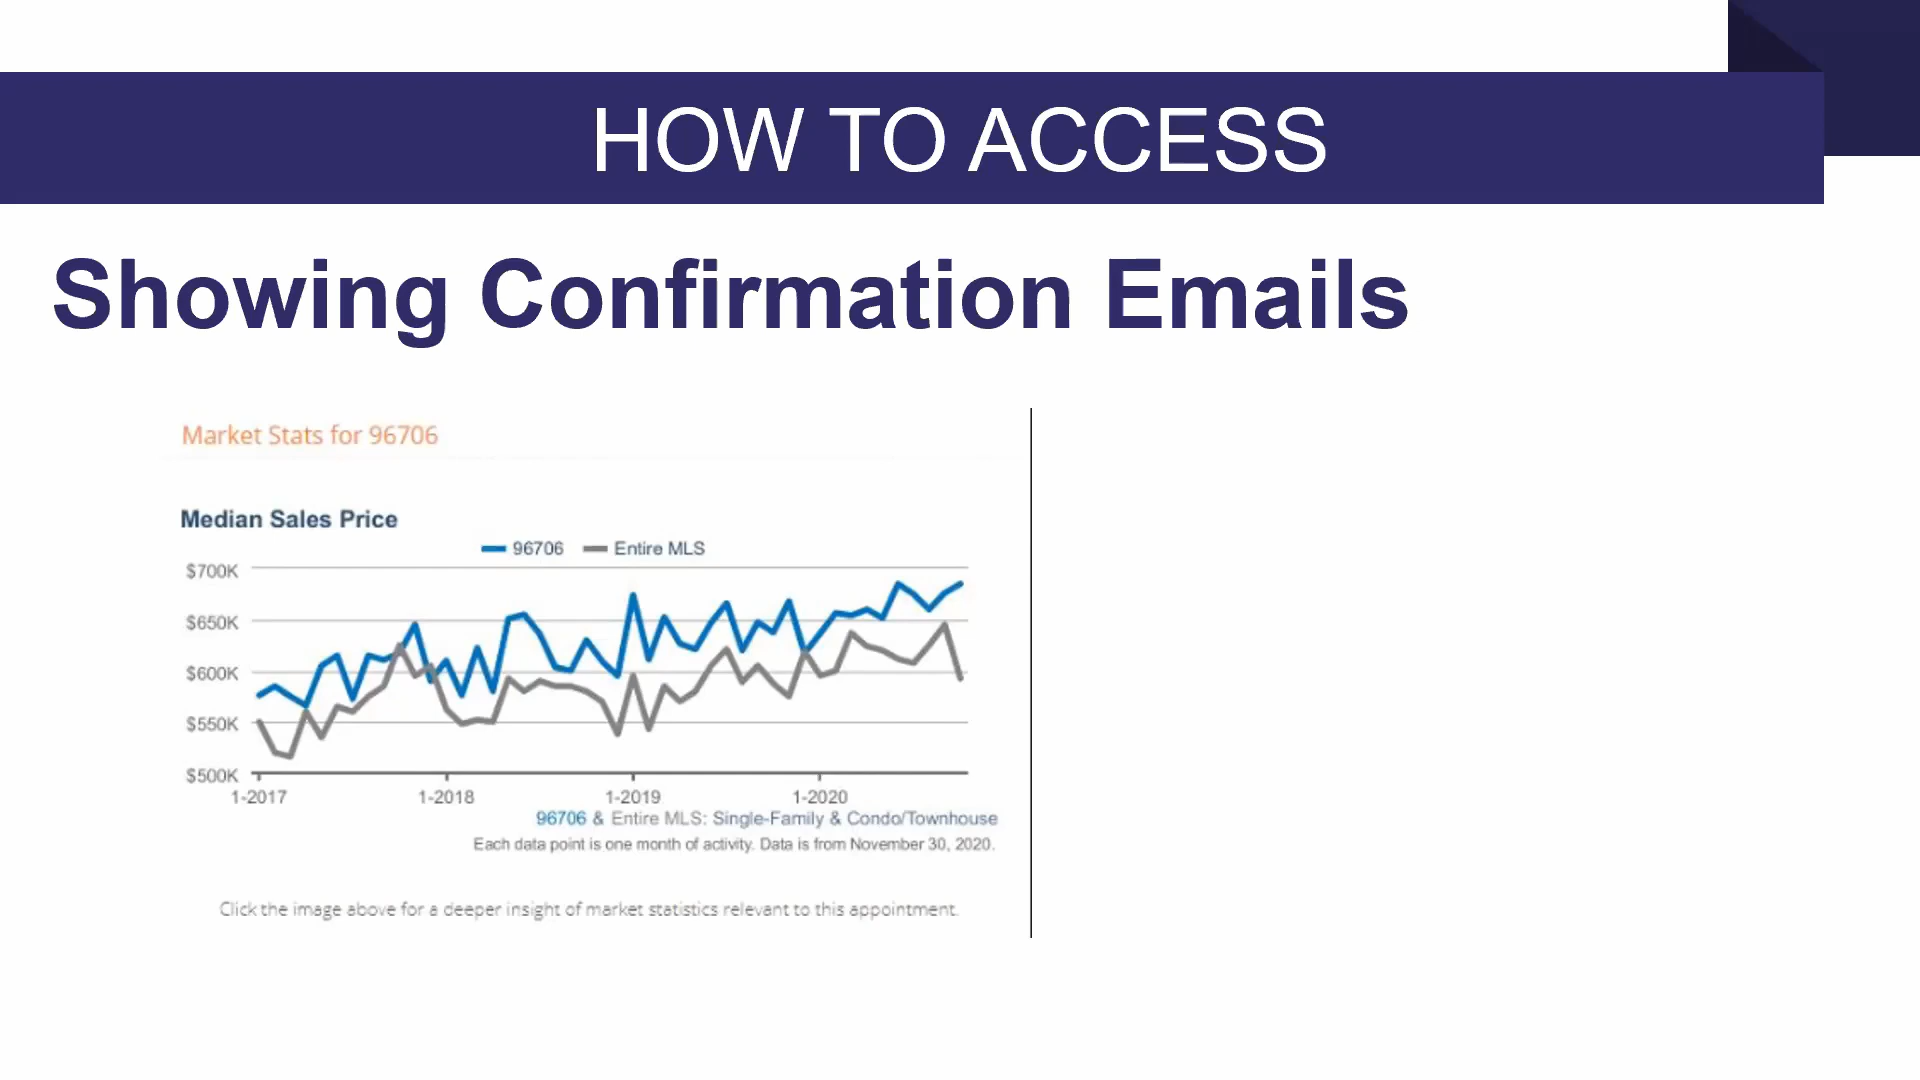 HOW TO ACCESS
Showing Confirmation Emails
Market Stats for 96706
Median Sales Price
96706 Entire MLS
$700K
$650K
$600K
$550K
$500K
1-2017 1-2018 1-2019 1-2020
96706 & Entire MLS: Single-Family & Condo/Townhouse
Each data point is one month of activity. Data is from November 30, 2020.
Click the image above for a deeper insight of market statistics relevant to this appointment.